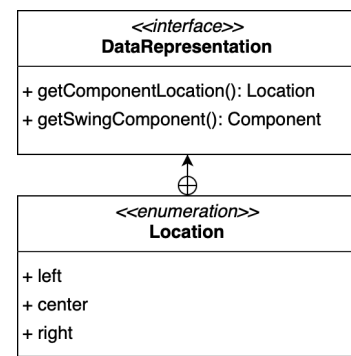 <<interface>>
DataRepresentation
+ getComponentLocation(): Location
+ getSwingComponent(): Component
<<enumeration>>
Location
+ left
+ center
+ right